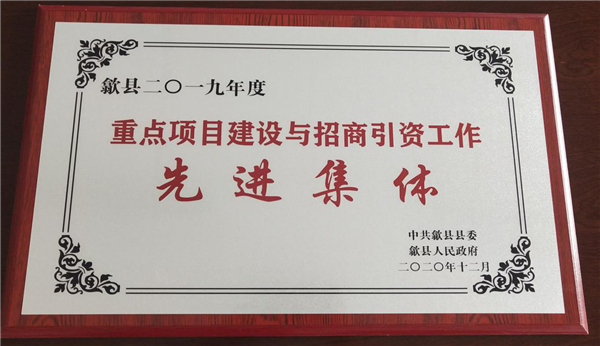 歙县二〇一九年度
重点项目建设与招商引资工作
先进集体
中共歙县县委
歙县人民政府
二〇二〇年十二月